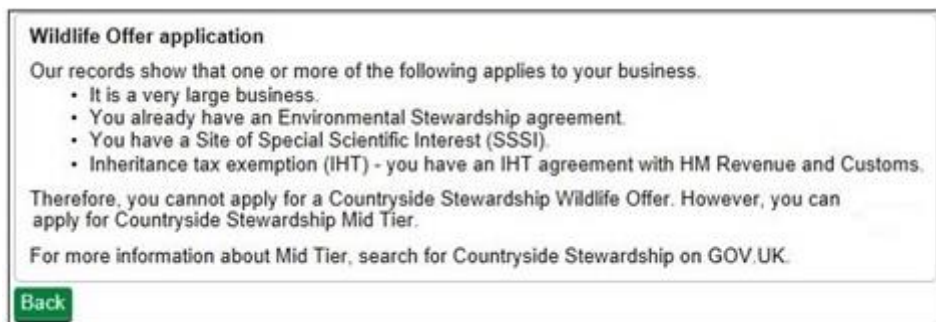 Wildlife Offer application
Our records show that one or more of the following applies to your business.
• It is a very large business.
• You already have an Environmental Stewardship agreement.
• You have a Site of Special Scientific Interest (SSSI).
• Inheritance tax exemption (IHT) - you have an IHT agreement with HM Revenue and Customs.
Therefore, you cannot apply for a Countryside Stewardship Wildlife Offer. However, you can
apply for Countryside Stewardship Mid Tier.
For more information about Mid Tier, search for Countryside Stewardship on GOV.UK.
Back